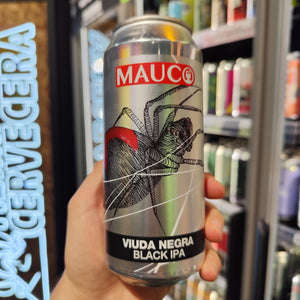 CERVECERA
MAUCO
VIUDA NEGRA
BLACK IPA